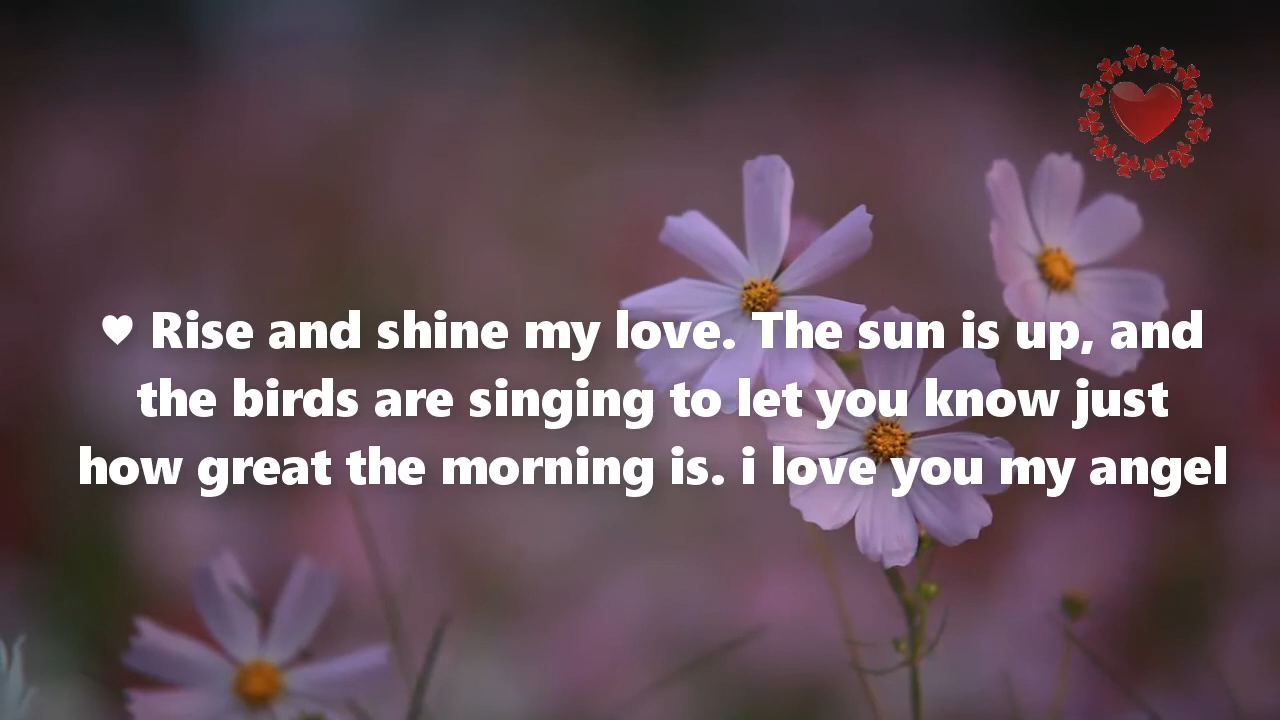 ♥ Rise and shine my love. The sun is up, and
the birds are singing to let you know just
how great the morning is. i love you my angel